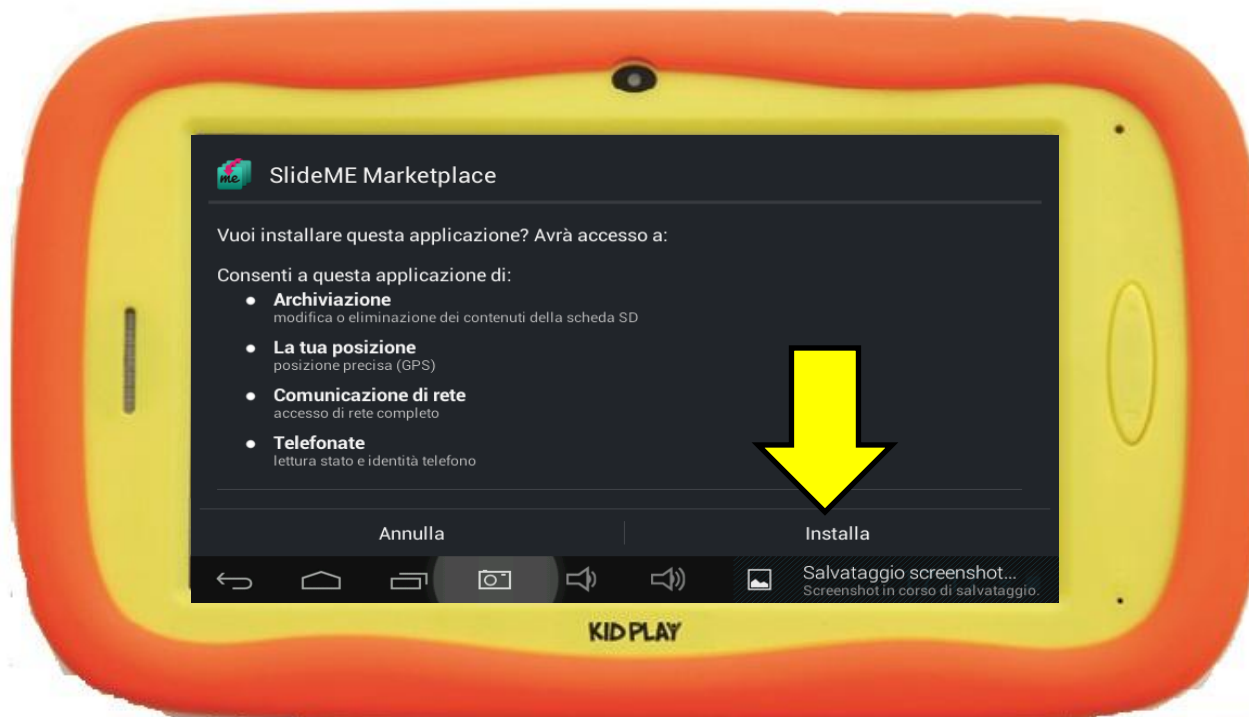 me
SlideME Marketplace
Vuoi installare questa applicazione? Avrà accesso a:
Consenti a questa applicazione di:
Archiviazione
modifica o eliminazione dei contenuti della scheda SD
La tua posizione
posizione precisa (GPS)
Comunicazione di rete
accesso di rete completo
Telefonate
lettura stato e identità telefono
Annulla
Installa
Salvataggio screenshot...
Screenshot in corso di salvataggio.
KID PLAY